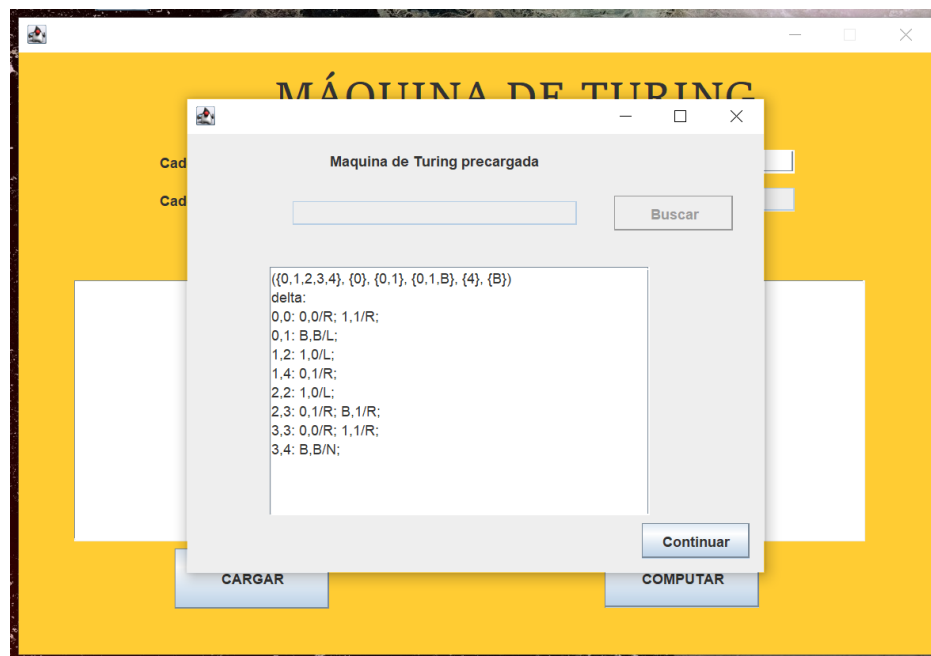 MÁQUINA DE TURING
Maquina de Turing precargada
Cad
Cad
Buscar
({0,1,2,3,4}, {0}, {0,1}, {0,1,B}, {4}, {B})
delta:
0,0: 0,0/R; 1,1/R;
0,1: B,B/L;
1,2: 1,0/L;
1,4: 0,1/R;
2,2: 1,0/L;
2,3: 0,1/R; B,1/R;
3,3: 0,0/R; 1,1/R;
3,4: B,B/N;
Continuar
CARGAR
COMPUTAR